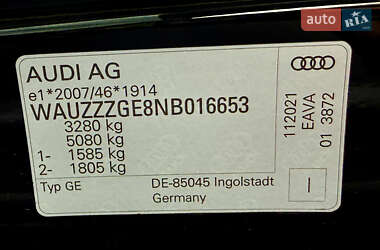 auto
RIA
AUDI AG
e1*2007/46*1914
WAUZZZGE8NB016653
3280 kg
5080 kg
1- 1585 kg
2- 1805 kg
Typ GE
DE-85045 Ingolstadt
Germany
I
112021
EAVA
01 3872